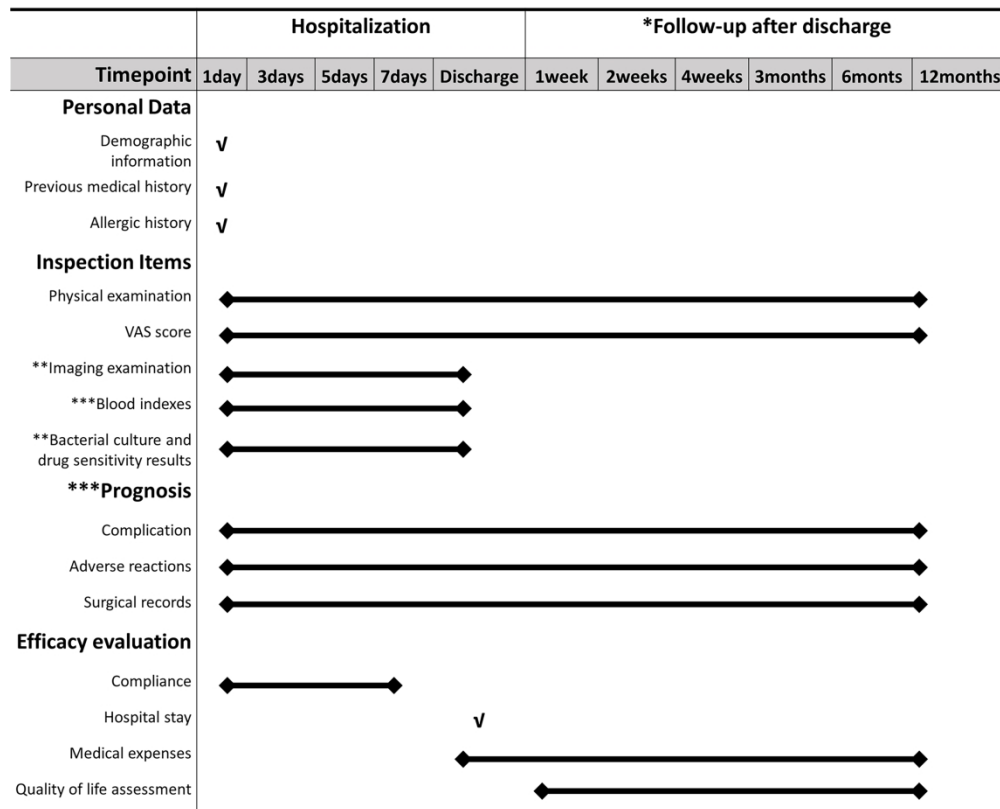 Hospitalization *Follow-up after discharge
Timepoint 1day 3days 5days 7days Discharge 1week 2weeks 4weeks 3months 6monts 12months
Personal Data
Demographic
information
√
Previous medical history √
Allergic history √
Inspection Items
Physical examination
VAS score
**Imaging examination
***Blood indexes
**Bacterial culture and
drug sensitivity results
***Prognosis
Complication
Adverse reactions
Surgical records
Efficacy evaluation
Compliance
Hospital stay √
Medical expenses
Quality of life assessment